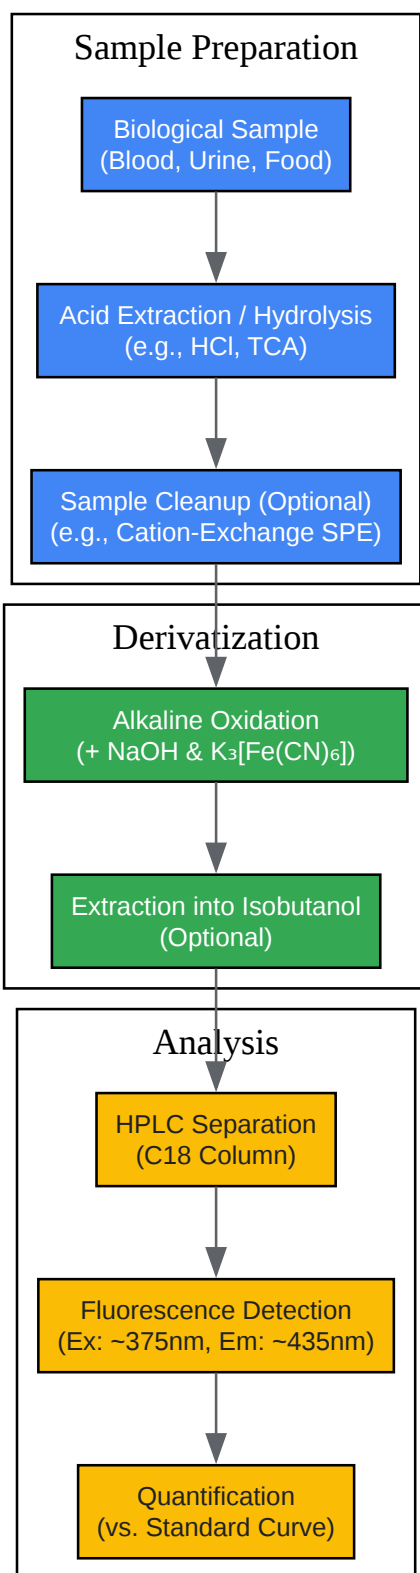 Sample Preparation
Biological Sample
(Blood, Urine, Food)
Acid Extraction / Hydrolysis
(e.g., HCl, TCA)
Sample Cleanup (Optional)
(e.g., Cation-Exchange SPE)
Derivatization
Alkaline Oxidation
(+ NaOH & K₃[Fe(CN)₆])
Extraction into Isobutanol
(Optional)
Analysis
HPLC Separation
(C18 Column)
Fluorescence Detection
(Ex: ~375nm, Em: ~435nm)
Quantification
(vs. Standard Curve)